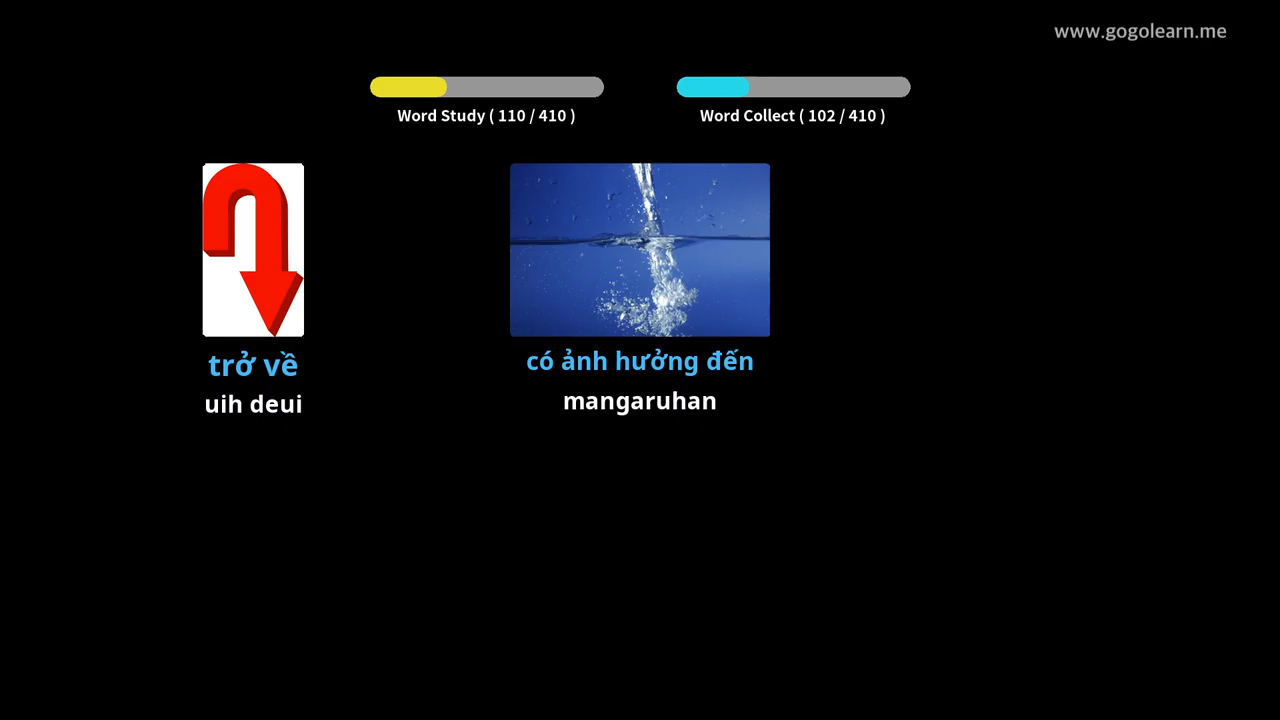 www.gogolearn.me
Word Study ( 110 / 410 )
Word Collect ( 102 / 410 )
trở về
uih deui
có ảnh hưởng đến
mangaruhan